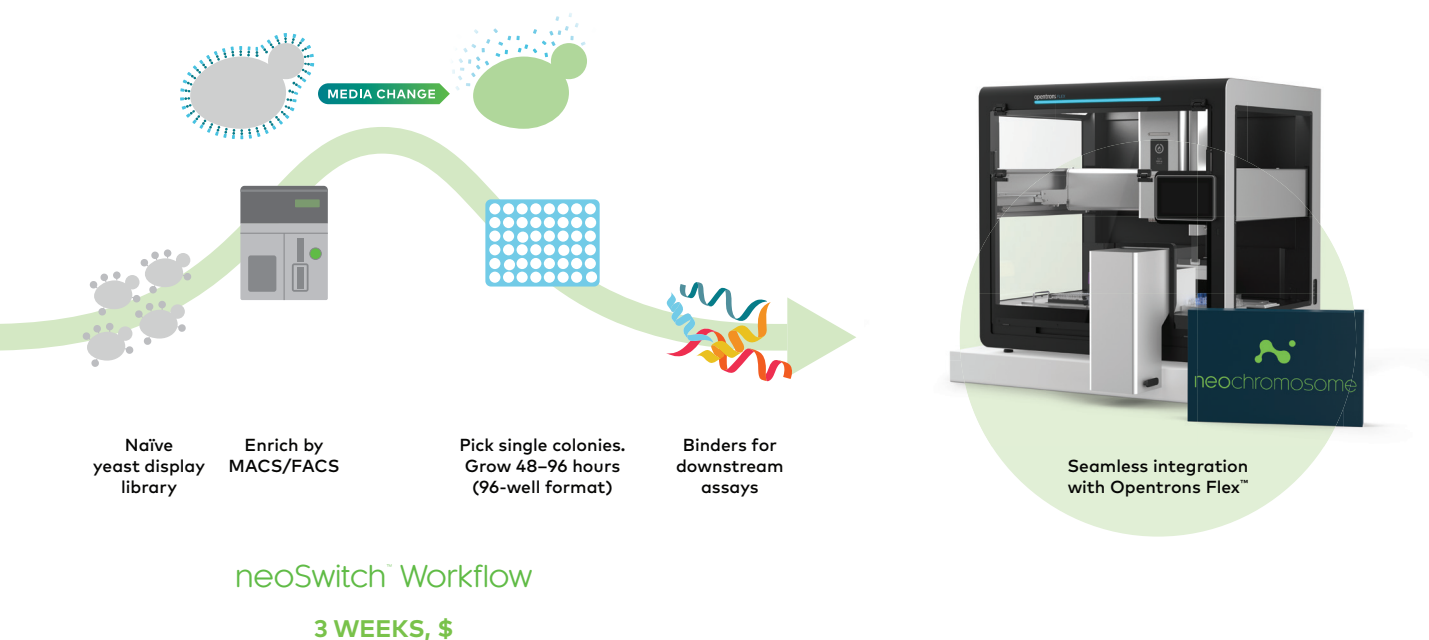 MEDIA CHANGE
opentrons FLEX
neochromosome
Naïve
yeast display
library
Enrich by
MACS/FACS
Pick single colonies.
Grow 48–96 hours
(96-well format)
Binders for
downstream
assays
Seamless integration
with Opentrons Flex™
neoSwitch™ Workflow
3 WEEKS, $